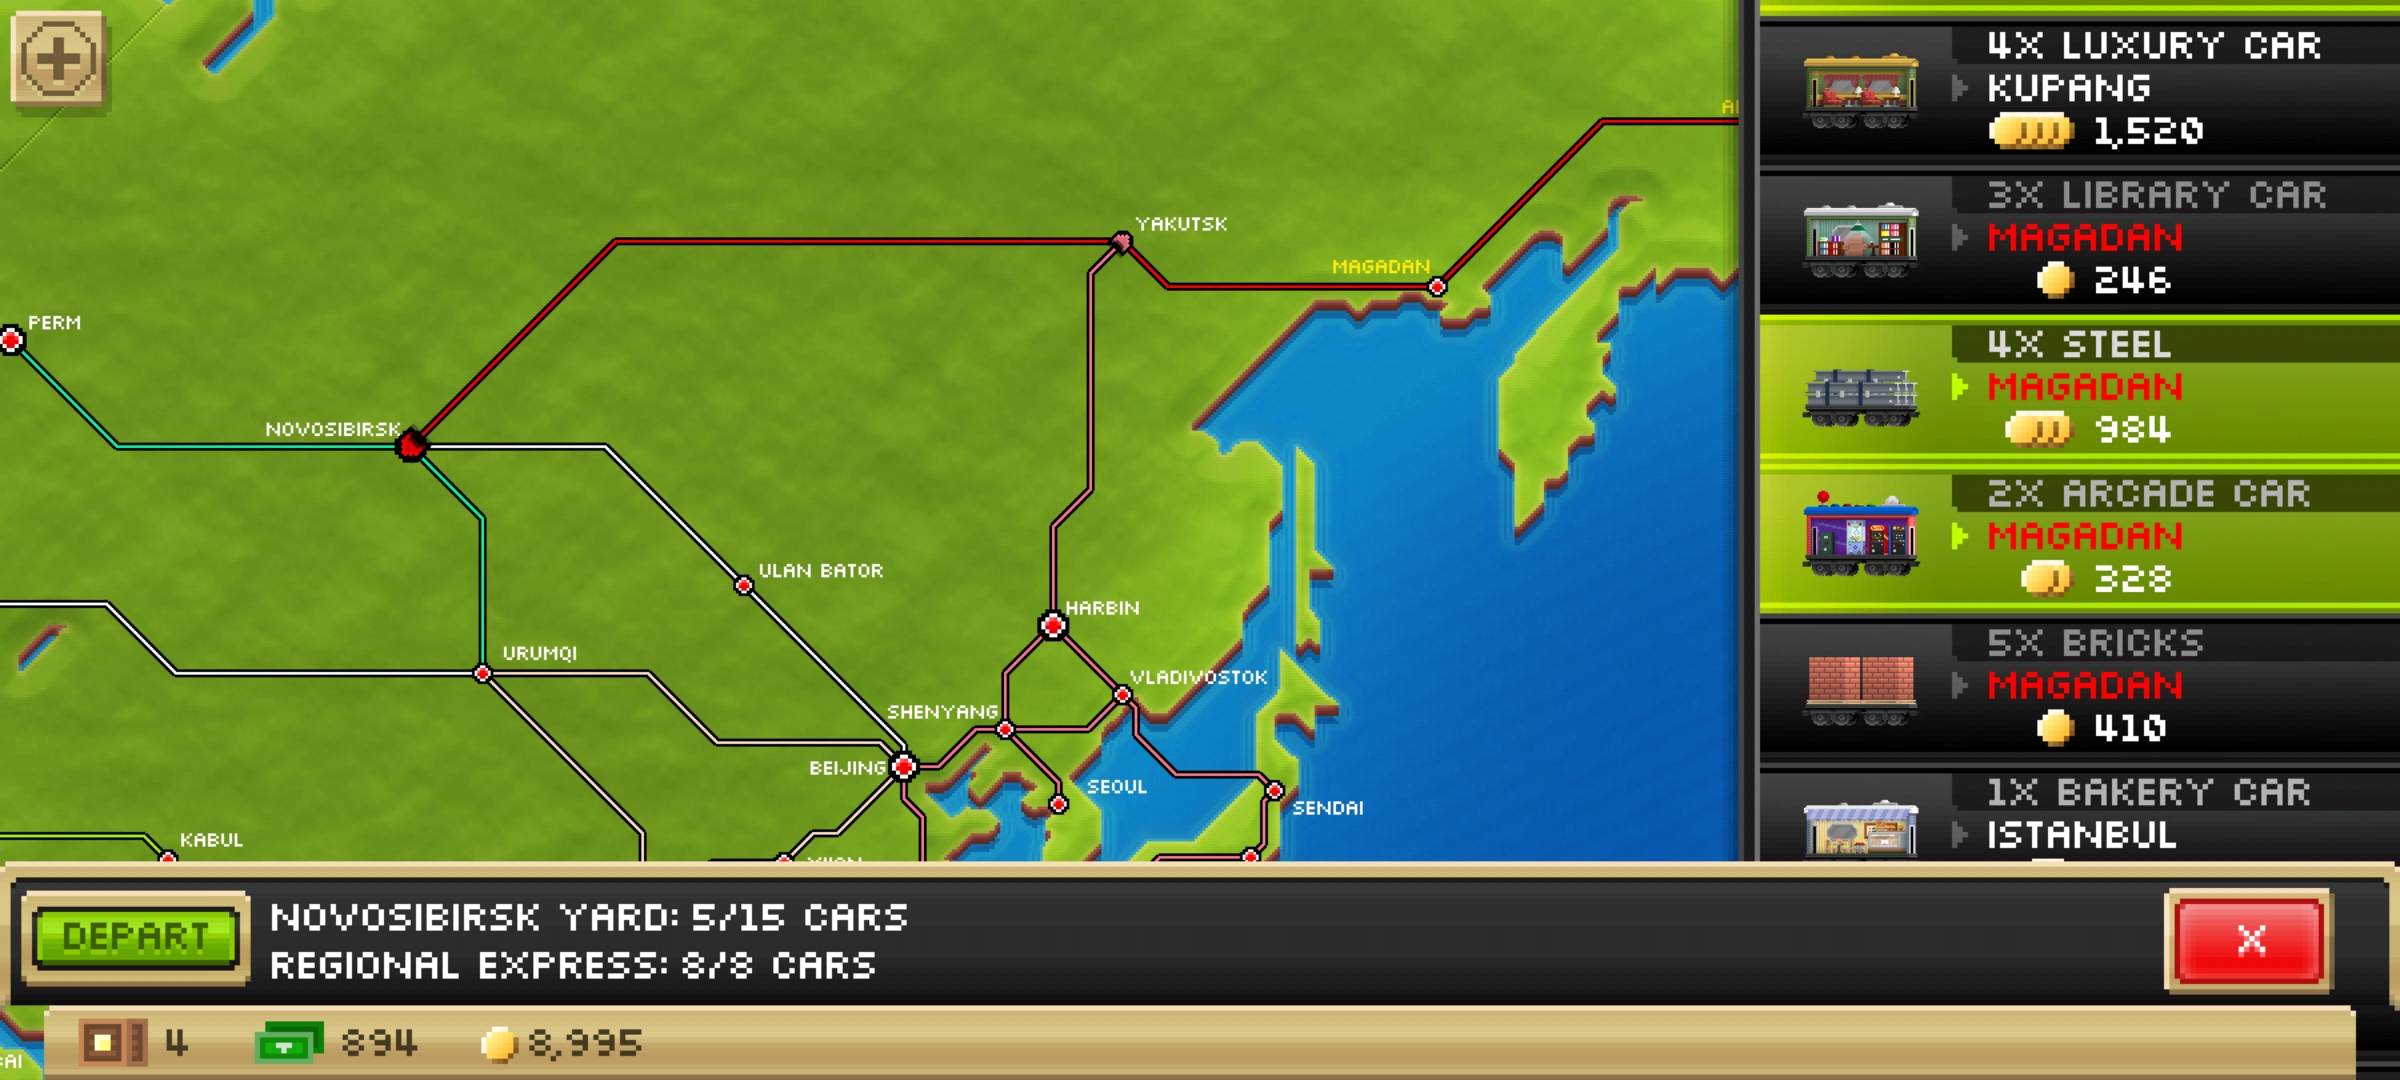 4X LUXURY CAR
KUPANG
1,520
3X LIBRARY CAR
MAGADAN
246
4X STEEL
MAGADAN
984
2X ARCADE CAR
MAGADAN
328
5X BRICKS
MAGADAN
410
1X BAKERY CAR
ISTANBUL
YAKUTSK
MAGADAN
PERM
NOVOSIBIRSK
ULAN BATOR
HARBIN
URUMQI
VLADIVOSTOK
SHENYANG
BEIJING
SEOUL
SENDAI
KABUL
DEPART
NOVOSIBIRSK YARD: 5/15 CARS
REGIONAL EXPRESS: 8/8 CARS
X
4
894
8,995